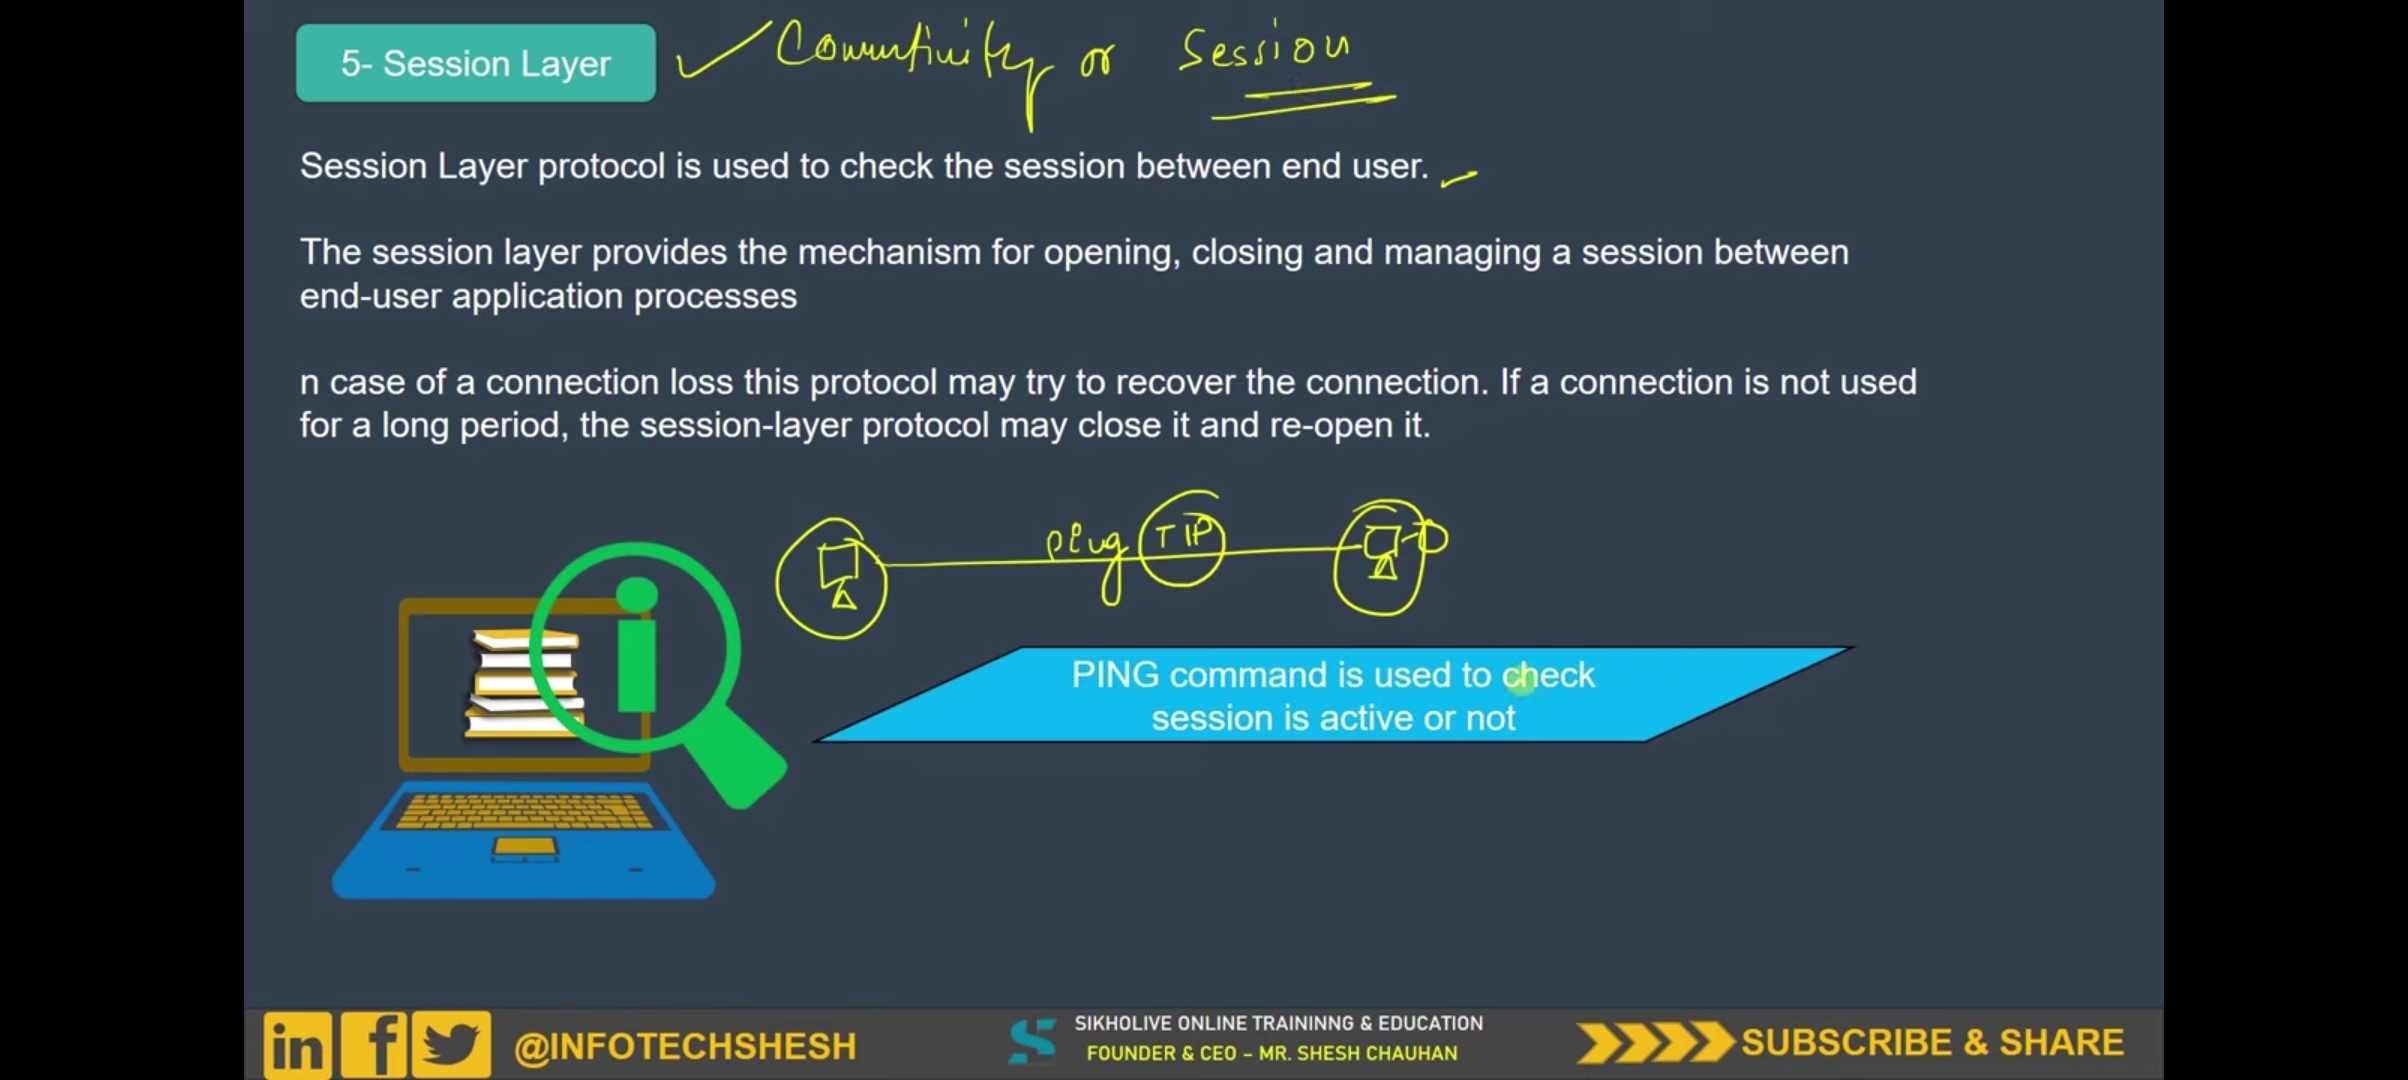 5- Session Layer
Connectivity or Session
Session Layer protocol is used to check the session between end user.
The session layer provides the mechanism for opening, closing and managing a session between
end-user application processes
n case of a connection loss this protocol may try to recover the connection. If a connection is not used
for a long period, the session-layer protocol may close it and re-open it.
Ping TIP
PING command is used to check
session is active or not
in f @INFOTECHSHESH
SIKHOLIVE ONLINE TRAININNG & EDUCATION
FOUNDER & CEO – MR. SHESH CHAUHAN
SUBSCRIBE & SHARE